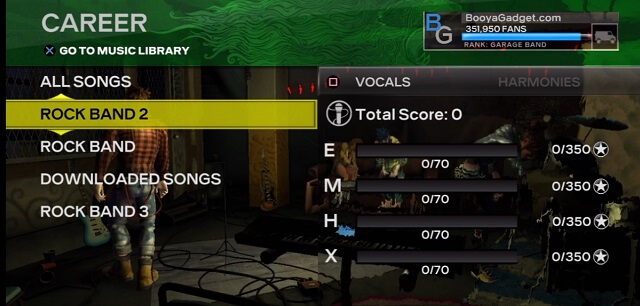 CAREER
GO TO MUSIC LIBRARY
BG
BooyaGadget.com
351,950 FANS
RANK: GARAGE BAND
ALL SONGS
ROCK BAND 2
ROCK BAND
DOWNLOADED SONGS
ROCK BAND 3
VOCALS
HARMONIES
Total Score: 0
E 0/350
0/70
M 0/350
0/70
H 0/350
0/70
X 0/350
0/70